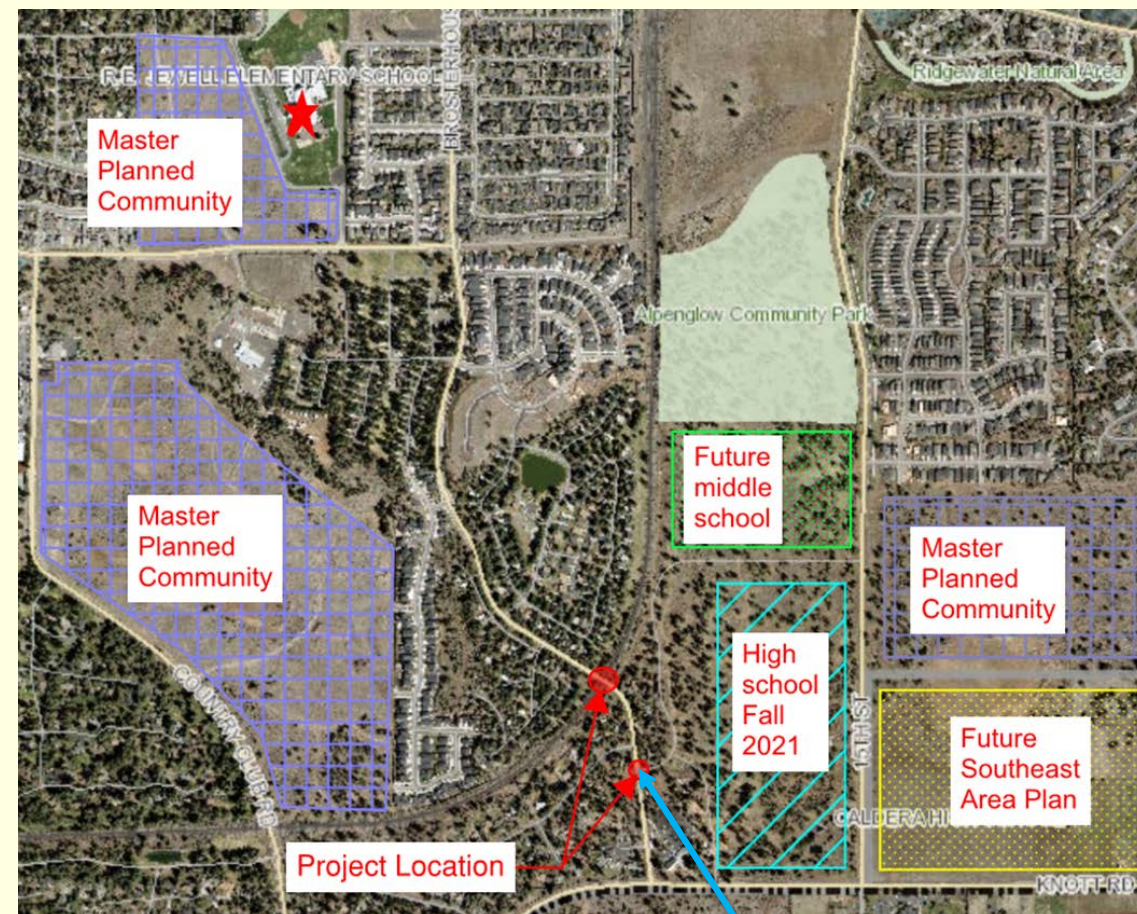 R.E. JEWELL ELEMENTARY SCHOOL
BROSTERHOUS
Ridgewater Natural Area
Master
Planned
Community
Alpenglow Community Park
Future
middle
school
Master
Planned
Community
Master
Planned
Community
High
school
Fall
2021
15TH ST
COUNTRY CLUB RD
Future
Southeast
Area Plan
CALDERA HI
Project Location
KNOTT RD